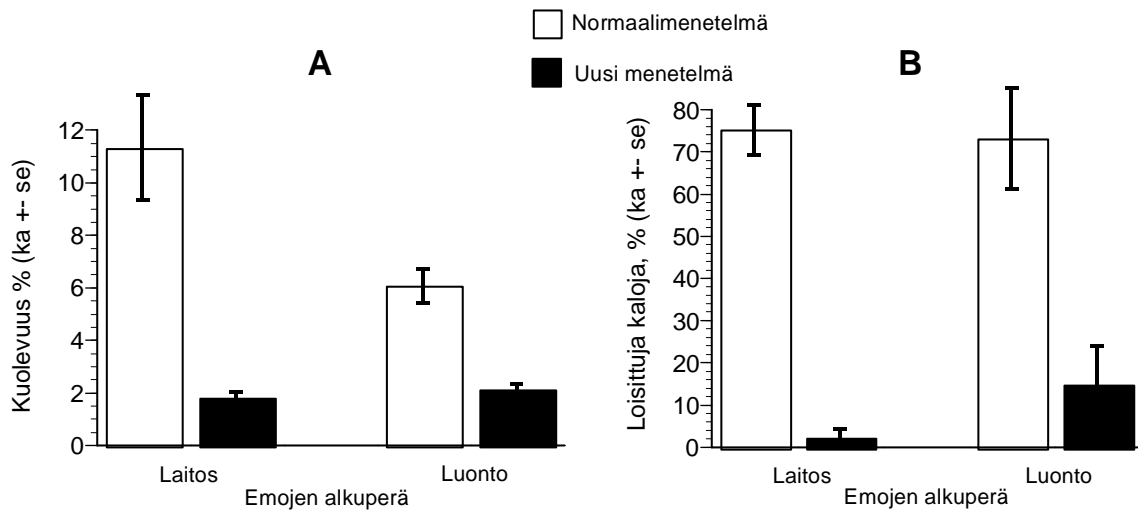 Normaalimenetelmä
Uusi menetelmä
A
Kuolevuus % (ka +- se)
12
10
8
6
4
2
0
Laitos
Luonto
Emojen alkuperä
B
Loisittuja kaloja, % (ka +- se)
80
70
60
50
40
30
20
10
0
Laitos
Luonto
Emojen alkuperä